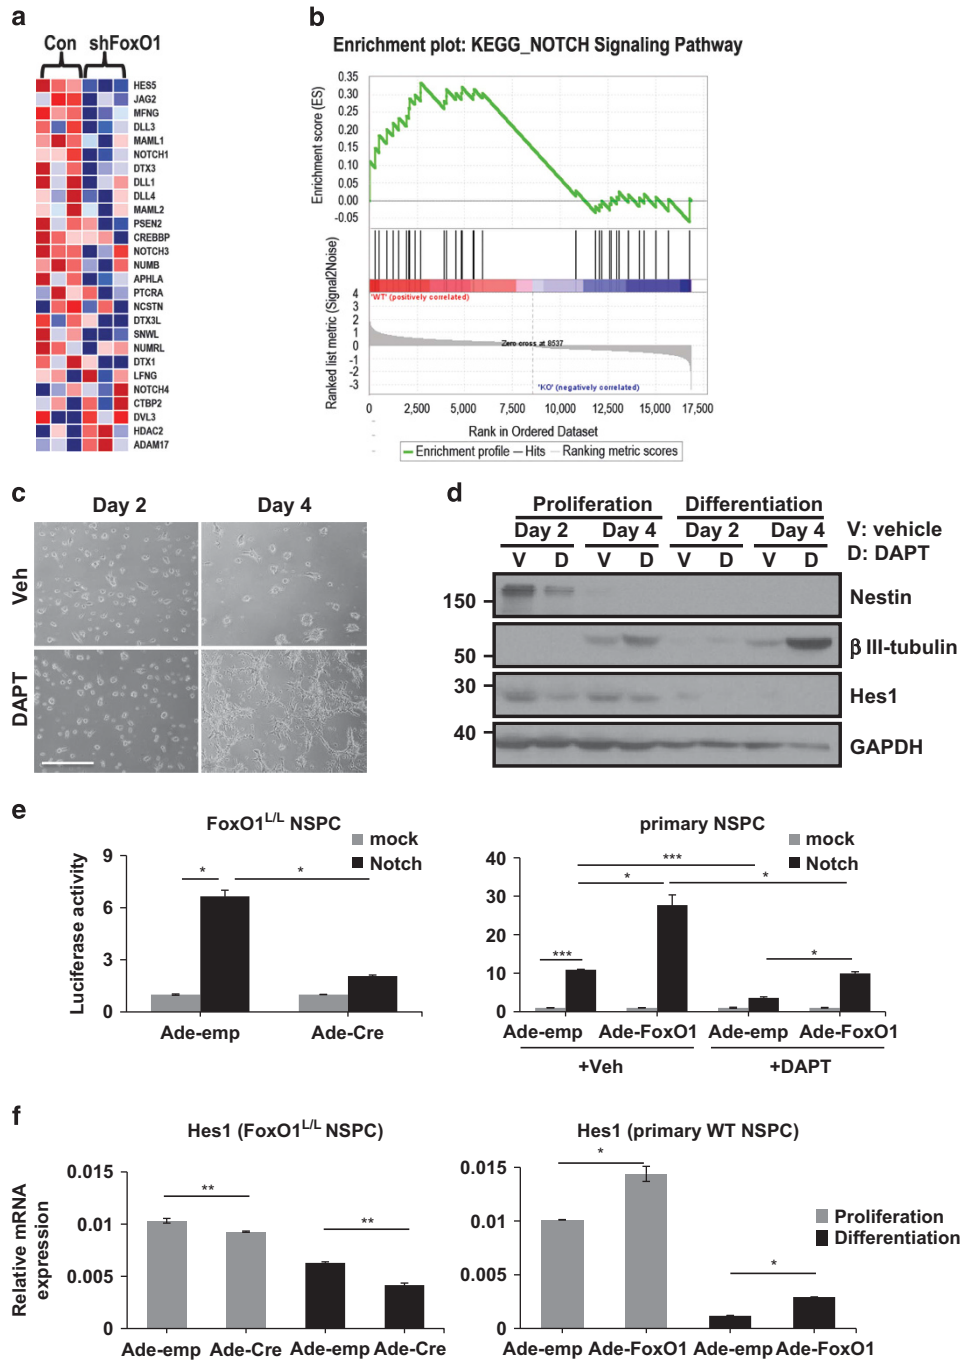 a
Con shFoxO1
HES5
JAG2
MFNG
DLL3
MAML1
NOTCH1
DTX3
DLL1
DLL4
MAML2
PSEN2
CREBBP
NOTCH3
NUMB
APHLA
PTCRA
NCSTN
DTX3L
SNWL
NUMRL
DTX1
LFNG
NOTCH4
CTBP2
DVL3
HDAC2
ADAM17
b
Enrichment plot: KEGG_NOTCH Signaling Pathway
Enrichment score (ES)
0.35
0.30
0.25
0.20
0.15
0.10
0.05
0.00
-0.05
Ranked list metric (Signal2Noise)
'WT' (positively correlated)
4
3
2
1
0
-1
-2
-3
Zero cross at 8537
'KO' (negatively correlated)
0 2,500 5,000 7,500 10,000 12,500 15,000 17,500
Rank in Ordered Dataset
Enrichment profile Hits Ranking metric scores
c
Day 2 Day 4
Veh
DAPT
d
Proliferation Differentiation
Day 2 Day 4 Day 2 Day 4
V D V D V D V D
V: vehicle
D: DAPT
150
Nestin
50
β III-tubulin
30
Hes1
40
GAPDH
e
FoxO1L/L NSPC
mock
Notch
Luciferase activity
9
6
3
0
* *
Ade-emp Ade-Cre
primary NSPC
mock
Notch
40
30
20
10
0
***
* *
*** *
Ade-emp Ade-FoxO1 Ade-emp Ade-FoxO1
+Veh +DAPT
f
Hes1 (FoxO1L/L NSPC)
Relative mRNA
expression
0.015
0.01
0.005
0
** **
Ade-emp Ade-Cre Ade-emp Ade-Cre
Hes1 (primary WT NSPC)
0.015
0.01
0.005
0
* *
Proliferation
Differentiation
Ade-emp Ade-FoxO1 Ade-emp Ade-FoxO1